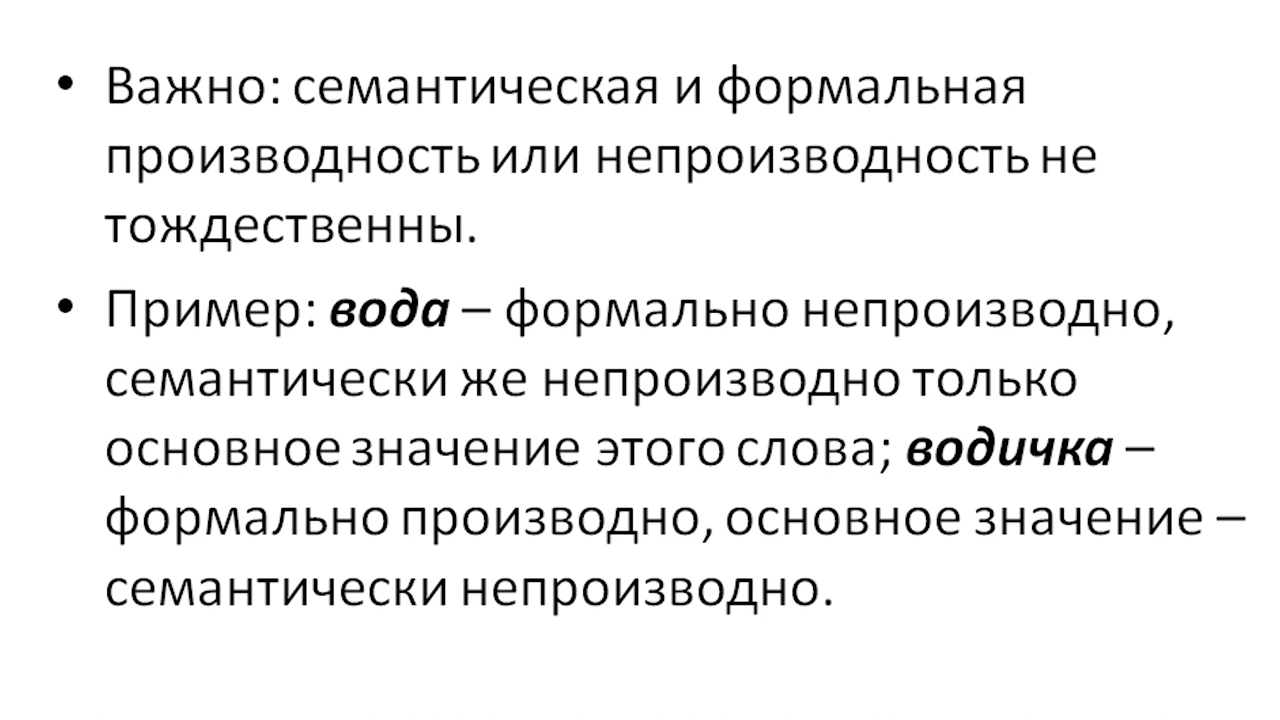 • Важно: семантическая и формальная
производность или непроизводность не
тождественны.
• Пример: вода – формально непроизводно,
семантически же непроизводно только
основное значение этого слова; водичка –
формально производно, основное значение –
семантически непроизводно.